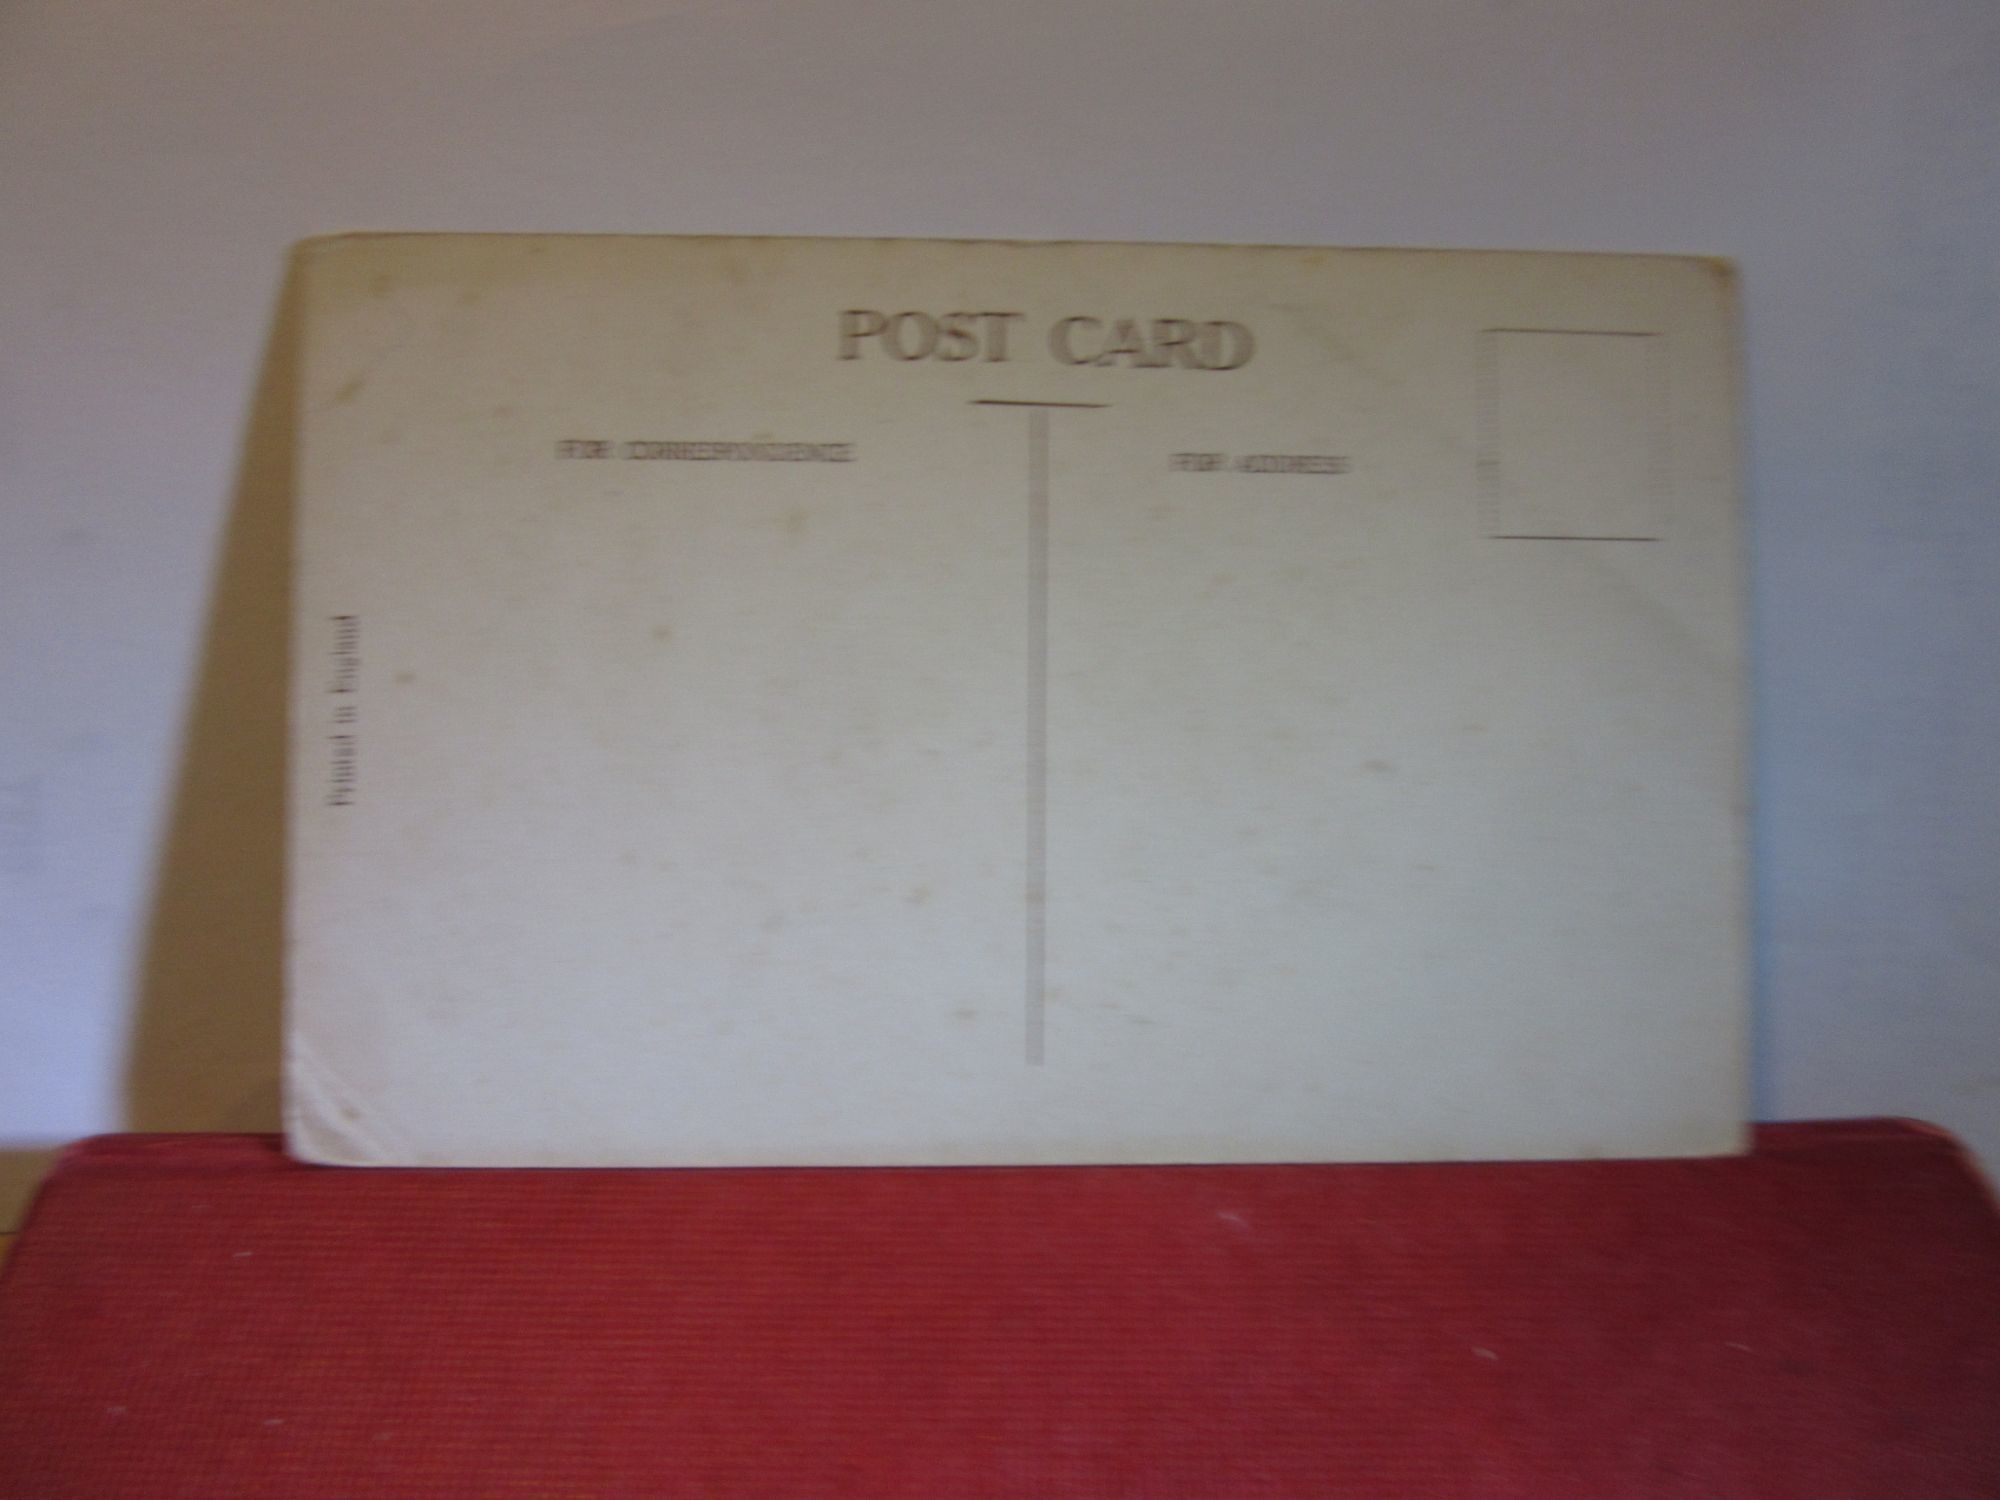 POST CARD
FOR CORRESPONDENCE
FOR ADDRESS
Printed in England